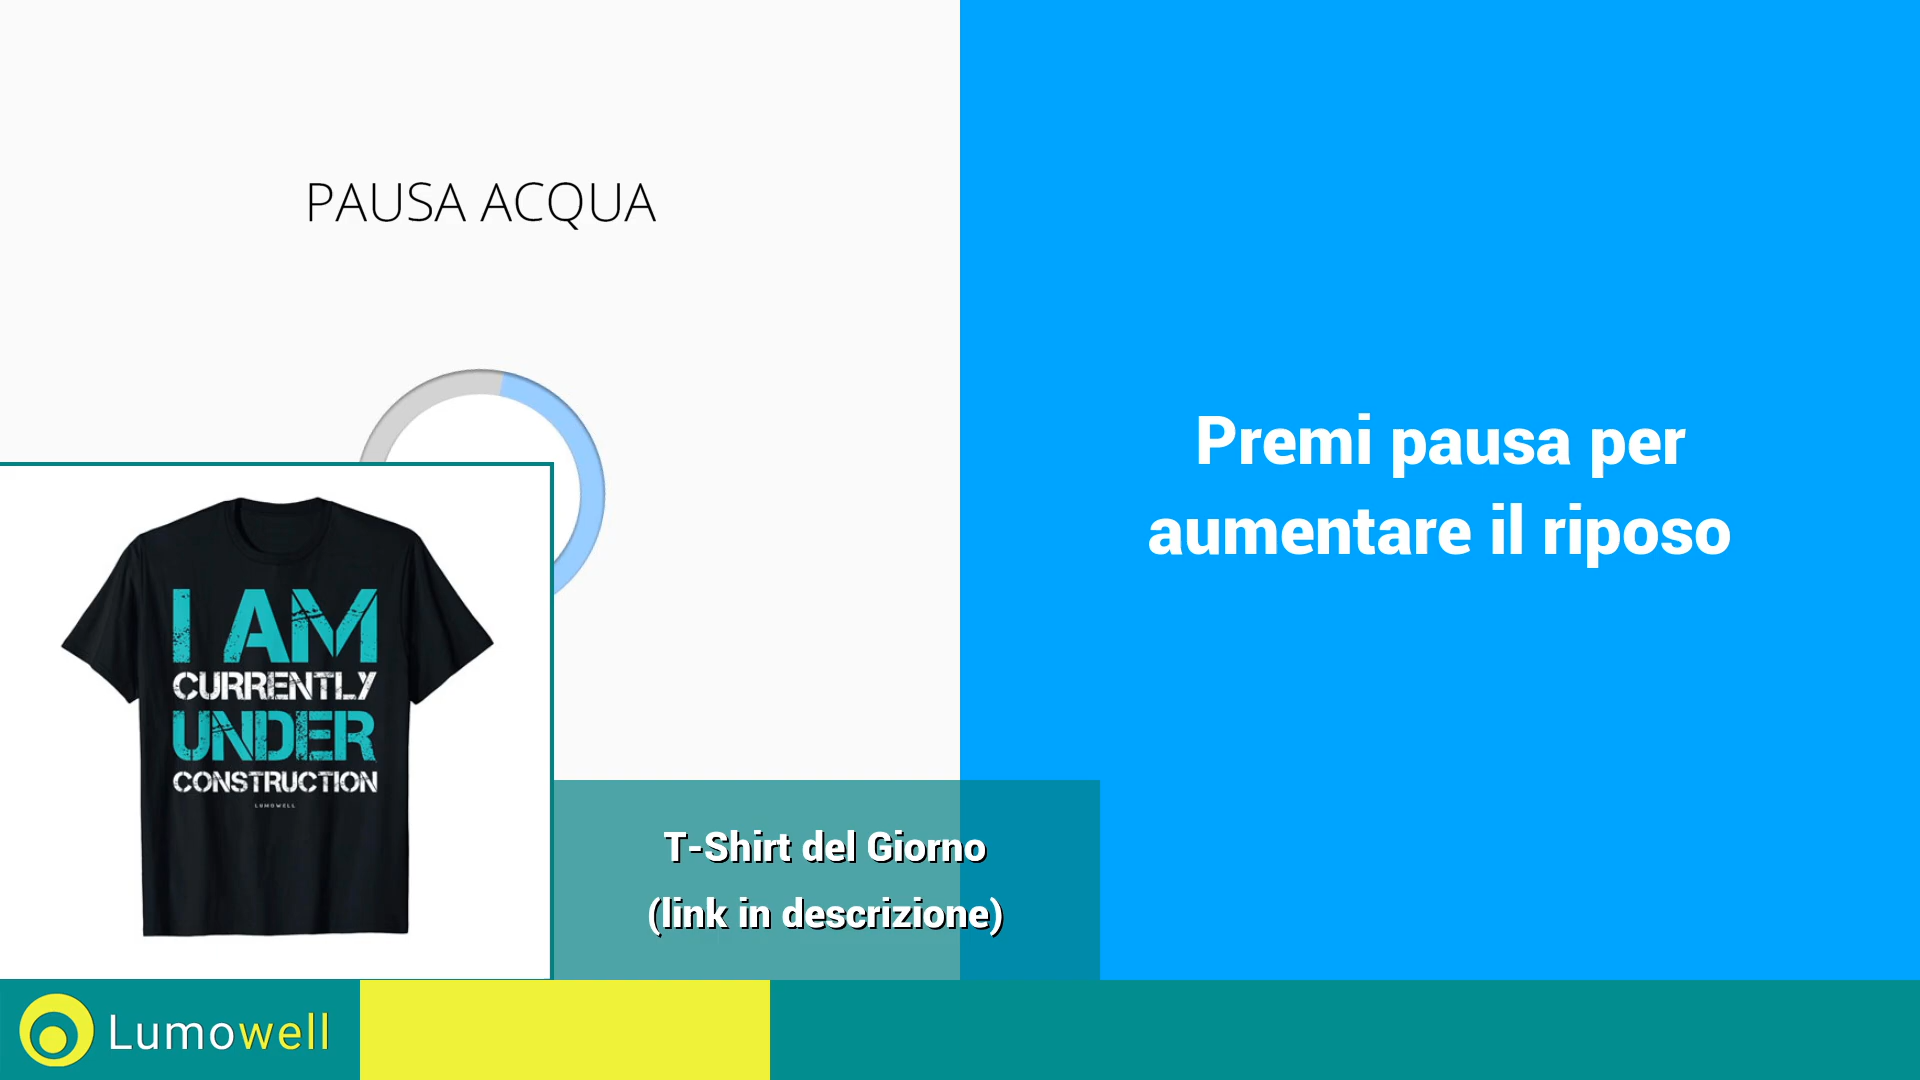 PAUSA ACQUA
Premi pausa per
aumentare il riposo
I AM
CURRENTLY
UNDER
CONSTRUCTION
LUMOWELL
T-Shirt del Giorno
(link in descrizione)
Lumowell